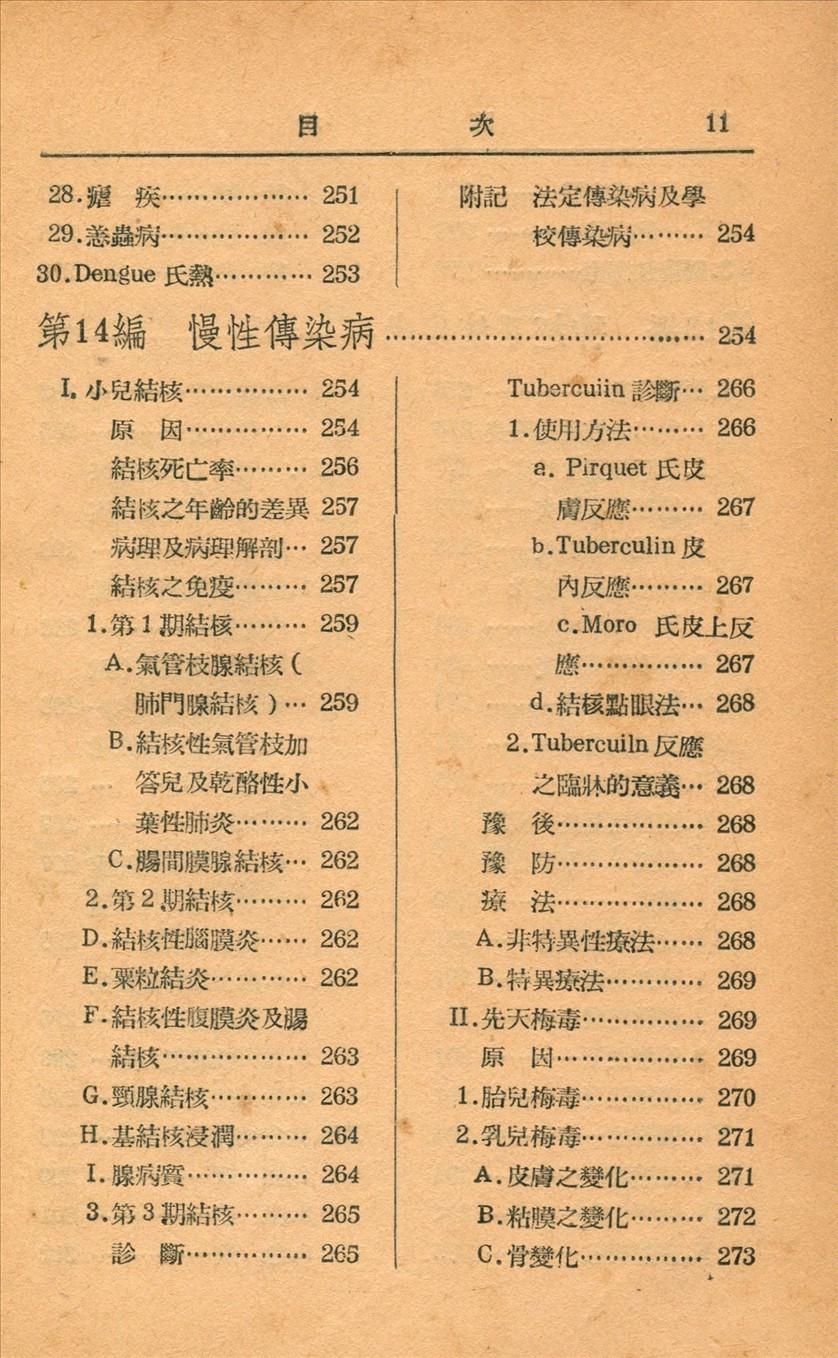 目 次 11
28.瘧 疾……………… 251
29.恙蟲病……………… 252
30.Dengue 氏熱………… 253
附記 法定傳染病及學
校傳染病……… 254
第14編 慢性傳染病………………………………… 254
I. 小兒結核…………… 254
原 因…………… 254
結核死亡率……… 256
結核之年齡的差異 257
病理及病理解剖… 257
結核之免疫……… 257
1.第1期結核……… 259
A.氣管枝腺結核(
肺門腺結核)… 259
B.結核性氣管枝加
答兒及乾酪性小
葉性肺炎……… 262
C.腸間膜腺結核… 262
2.第2期結核……… 262
D.結核性腦膜炎…… 262
E.粟粒結炎………… 262
F.結核性腹膜炎及腸
結核……………… 263
G.頸腺結核………… 263
H.基結核浸潤……… 264
I.腺病質…………… 264
3.第3期結核……… 265
診 斷…………… 265
Tubercuiin 診斷… 266
1.使用方法……… 266
a. Pirquet 氏皮
膚反應……… 267
b.Tuberculin 皮
內反應……… 267
c.Moro 氏皮上反
應…………… 267
d.結核點眼法… 268
2.Tubercuiln 反應
之臨牀的意義… 268
豫 後……………… 268
豫 防……………… 268
療 法……………… 268
A.非特異性療法…… 268
B.特異療法………… 269
II.先天梅毒…………… 269
原 因……………… 269
1.胎兒梅毒…………… 270
2.乳兒梅毒…………… 271
A.皮膚之變化……… 271
B.粘膜之變化……… 272
C.骨變化…………… 273